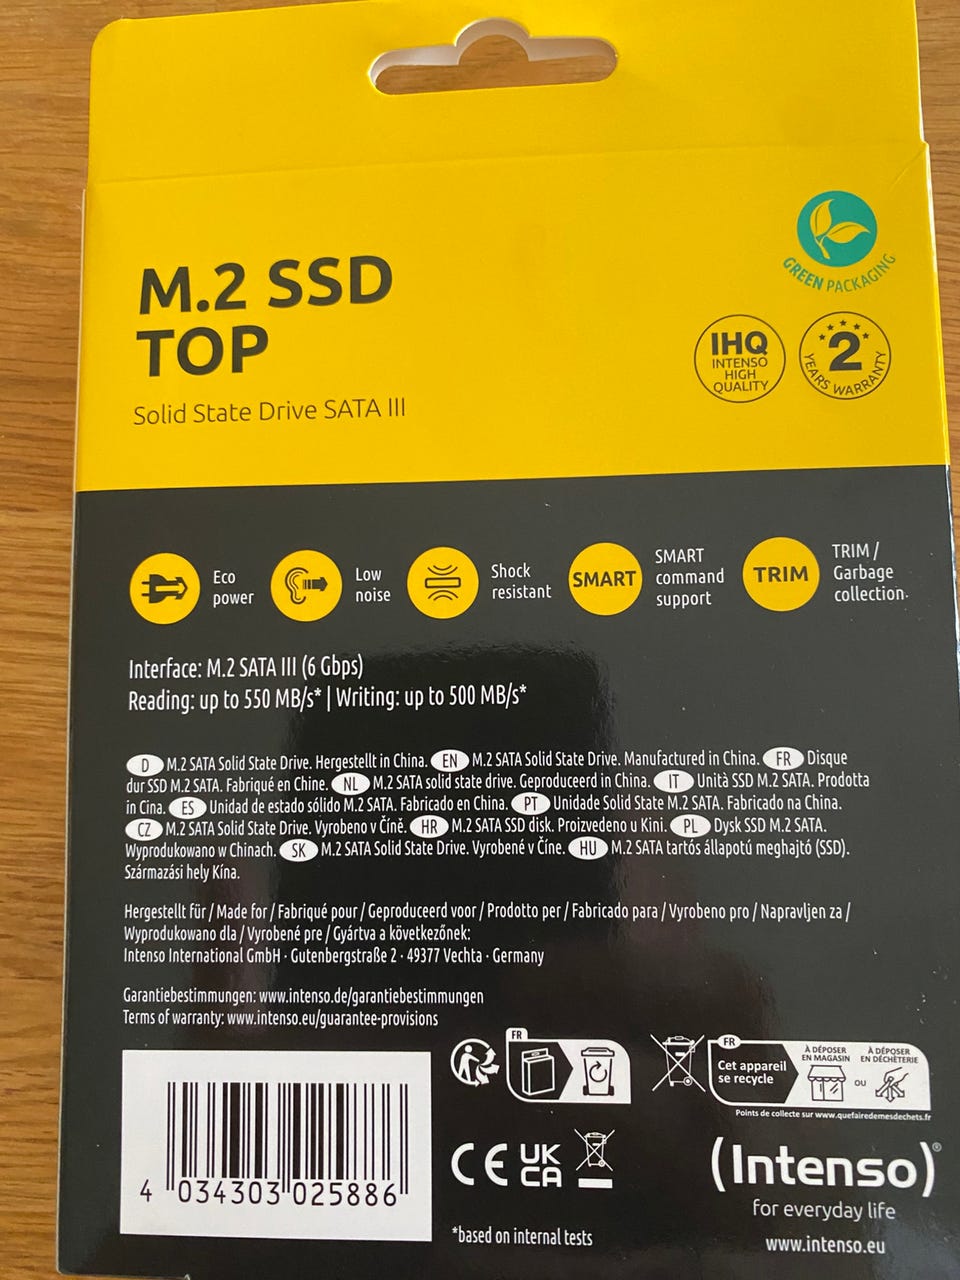 M.2 SSD
TOP
Solid State Drive SATA III
GREEN PACKAGING
IHQ
INTENSO
HIGH
QUALITY
2
YEARS WARRANTY
Eco
power
Low
noise
Shock
resistant
SMART
SMART
command
support
TRIM
TRIM /
Garbage
collection
Interface: M.2 SATA III (6 Gbps)
Reading: up to 550 MB/s* | Writing: up to 500 MB/s*
D M.2 SATA Solid State Drive. Hergestellt in China. EN M.2 SATA Solid State Drive. Manufactured in China. FR Disque
dur SSD M.2 SATA. Fabriqué en Chine. NL M.2 SATA solid state drive. Geproduceerd in China. IT Unità SSD M.2 SATA. Prodotta
in Cina. ES Unidad de estado sólido M.2 SATA. Fabricado en China. PT Unidade Solid State M.2 SATA. Fabricado na China.
CZ M.2 SATA Solid State Drive. Vyrobeno v Číně. HR M.2 SATA SSD disk. Proizvedeno u Kini. PL Dysk SSD M.2 SATA.
Wyprodukowano w Chinach. SK M.2 SATA Solid State Drive. Vyrobené v Číne. HU M.2 SATA tartós állapotú meghajtó (SSD).
Származási hely Kína.
Hergestellt für / Made for / Fabriqué pour / Geproduceerd voor / Prodotto per / Fabricado para / Vyrobeno pro / Napravljen za /
Wyprodukowano dla / Vyrobené pre / Gyártva a következőnek:
Intenso International GmbH · Gutenbergstraße 2 · 49377 Vechta · Germany
Garantiebestimmungen: www.intenso.de/garantiebestimmungen
Terms of warranty: www.intenso.eu/guarantee-provisions
FR
FR
Cet appareil
se recycle
À DÉPOSER
EN MAGASIN
OU
À DÉPOSER
EN DÉCHÈTERIE
Points de collecte sur www.quefairedemesdechets.fr
4 034303 025886
CE
UK
CA
(Intenso)®
for everyday life
*based on internal tests
www.intenso.eu